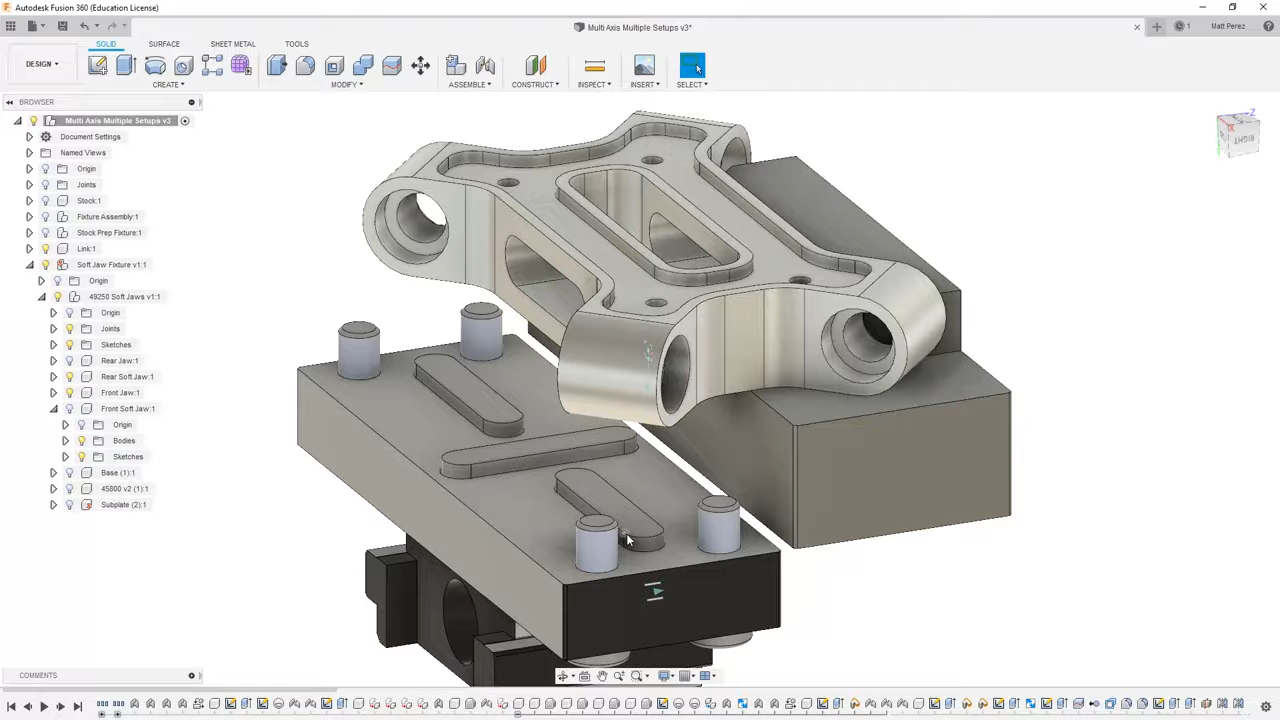 Autodesk Fusion 360 (Education License)
Multi Axis Multiple Setups v3*
1
Matt Perez
SOLID
SURFACE
SHEET METAL
TOOLS
DESIGN
CREATE
MODIFY
ASSEMBLE
CONSTRUCT
INSPECT
INSERT
SELECT
BROWSER
Multi Axis Multiple Setups v3
Document Settings
Named Views
Origin
Joints
Stock:1
Fixture Assembly:1
Stock Prep Fixture:1
Link:1
Soft Jaw Fixture v1:1
Origin
49250 Soft Jaws v1:1
Origin
Joints
Sketches
Rear Jaw:1
Rear Soft Jaw:1
Front Jaw:1
Front Soft Jaw:1
Origin
Bodies
Sketches
Base (1):1
45800 v2 (1):1
Subplate (2):1
Z
X
RIGHT
COMMENTS